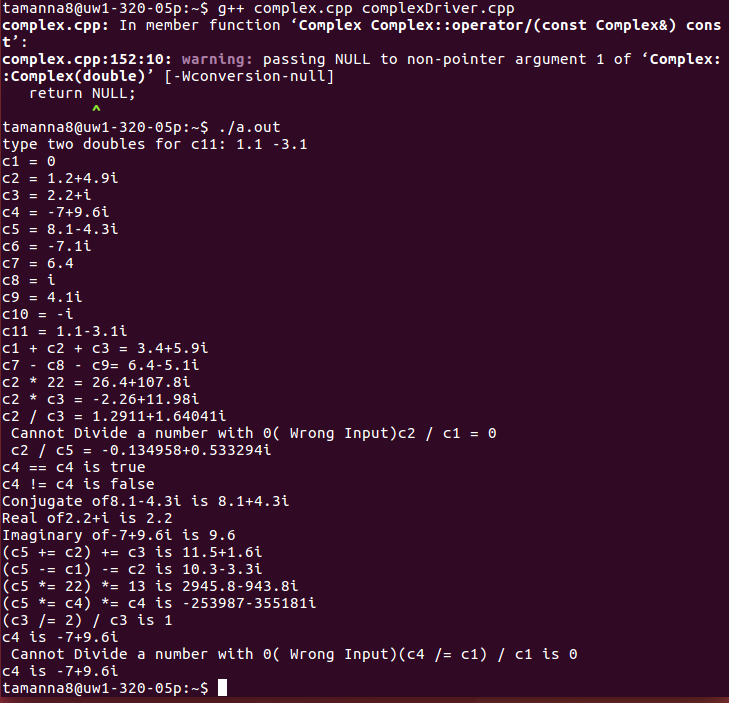 tamanna8@uw1-320-05p:~$ g++ complex.cpp complexDriver.cpp
complex.cpp: In member function ‘Complex Complex::operator/(const Complex&) cons
t’:
complex.cpp:152:10: warning: passing NULL to non-pointer argument 1 of ‘Complex:
:Complex(double)’ [-Wconversion-null]
   return NULL;
          ^
tamanna8@uw1-320-05p:~$ ./a.out
type two doubles for c11: 1.1 -3.1
c1 = 0
c2 = 1.2+4.9i
c3 = 2.2+i
c4 = -7+9.6i
c5 = 8.1-4.3i
c6 = -7.1i
c7 = 6.4
c8 = i
c9 = 4.1i
c10 = -i
c11 = 1.1-3.1i
c1 + c2 + c3 = 3.4+5.9i
c7 - c8 - c9= 6.4-5.1i
c2 * 22 = 26.4+107.8i
c2 * c3 = -2.26+11.98i
c2 / c3 = 1.2911+1.64041i
 Cannot Divide a number with 0( Wrong Input)c2 / c1 = 0
 c2 / c5 = -0.134958+0.533294i
c4 == c4 is true
c4 != c4 is false
Conjugate of8.1-4.3i is 8.1+4.3i
Real of2.2+i is 2.2
Imaginary of-7+9.6i is 9.6
(c5 += c2) += c3 is 11.5+1.6i
(c5 -= c1) -= c2 is 10.3-3.3i
(c5 *= 22) *= 13 is 2945.8-943.8i
(c5 *= c4) *= c4 is -253987-355181i
(c3 /= 2) / c3 is 1
c4 is -7+9.6i
 Cannot Divide a number with 0( Wrong Input)(c4 /= c1) / c1 is 0
c4 is -7+9.6i
tamanna8@uw1-320-05p:~$